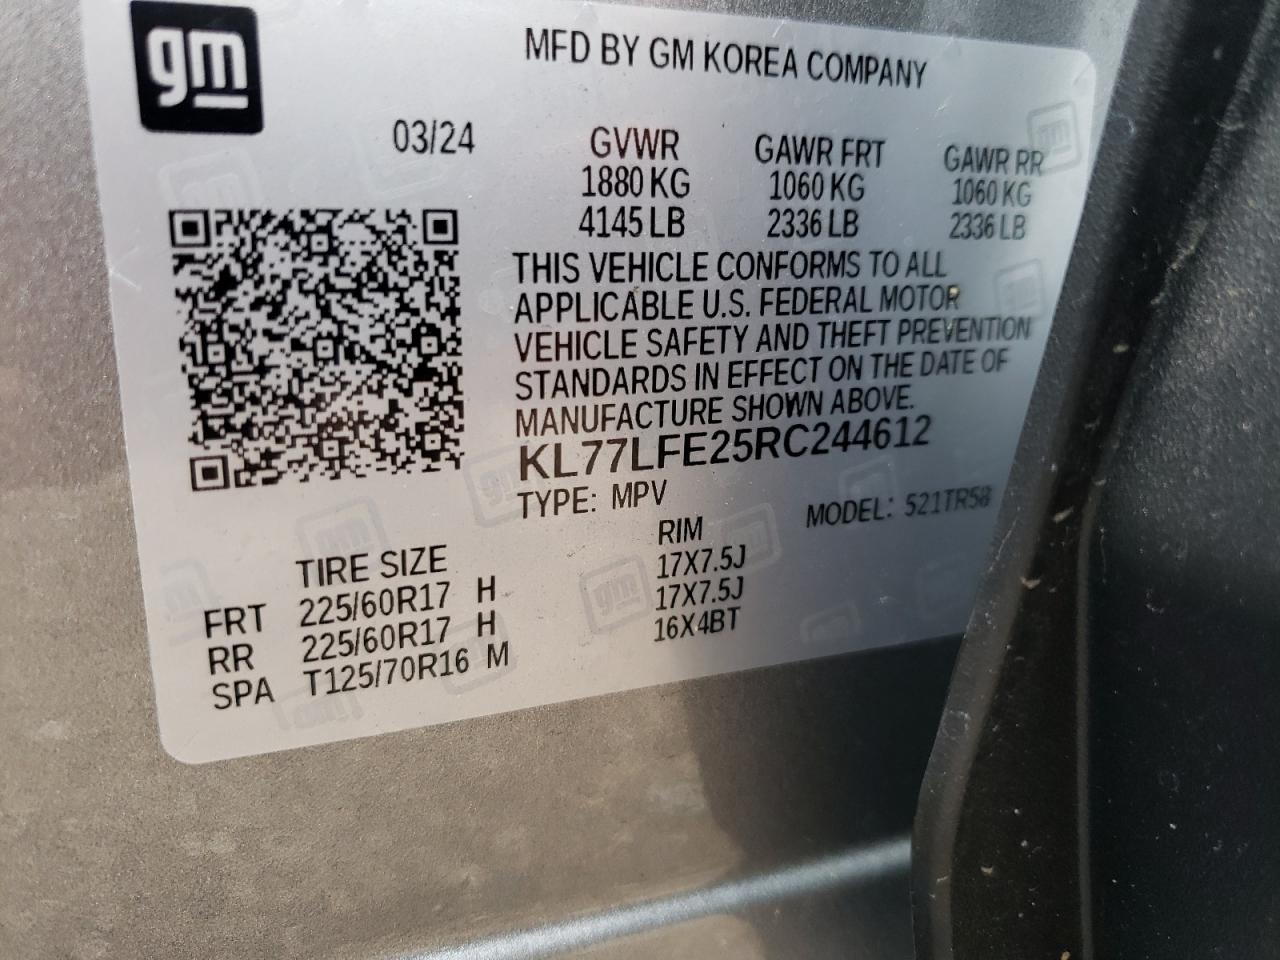 gm
MFD BY GM KOREA COMPANY
03/24
GVWR GAWR FRT GAWR RR
1880 KG 1060 KG 1060 KG
4145 LB 2336 LB 2336 LB
THIS VEHICLE CONFORMS TO ALL
APPLICABLE U.S. FEDERAL MOTOR
VEHICLE SAFETY AND THEFT PREVENTION
STANDARDS IN EFFECT ON THE DATE OF
MANUFACTURE SHOWN ABOVE.
KL77LFE25RC244612
TYPE: MPV MODEL: 521TR58
TIRE SIZE RIM
FRT 225/60R17 H 17X7.5J
RR 225/60R17 H 17X7.5J
SPA T125/70R16 M 16X4BT